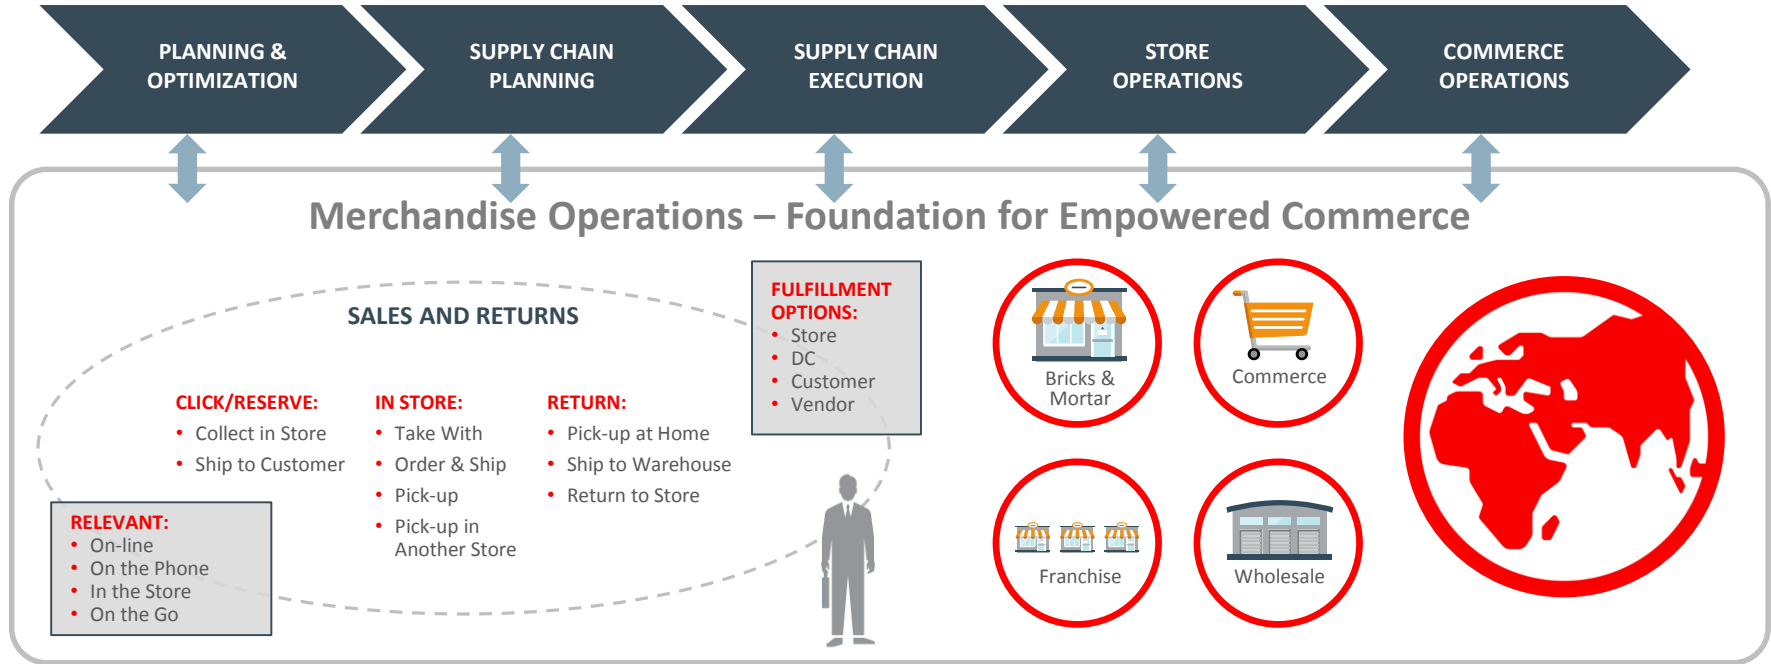 PLANNING &
OPTIMIZATION
SUPPLY CHAIN
PLANNING
SUPPLY CHAIN
EXECUTION
STORE
OPERATIONS
COMMERCE
OPERATIONS
Merchandise Operations – Foundation for Empowered Commerce
SALES AND RETURNS
CLICK/RESERVE:
• Collect in Store
• Ship to Customer
IN STORE:
• Take With
• Order & Ship
• Pick-up
• Pick-up in
Another Store
RETURN:
• Pick-up at Home
• Ship to Warehouse
• Return to Store
RELEVANT:
• On-line
• On the Phone
• In the Store
• On the Go
FULFILLMENT
OPTIONS:
• Store
• DC
• Customer
• Vendor
Bricks &
Mortar
Commerce
Franchise
Wholesale